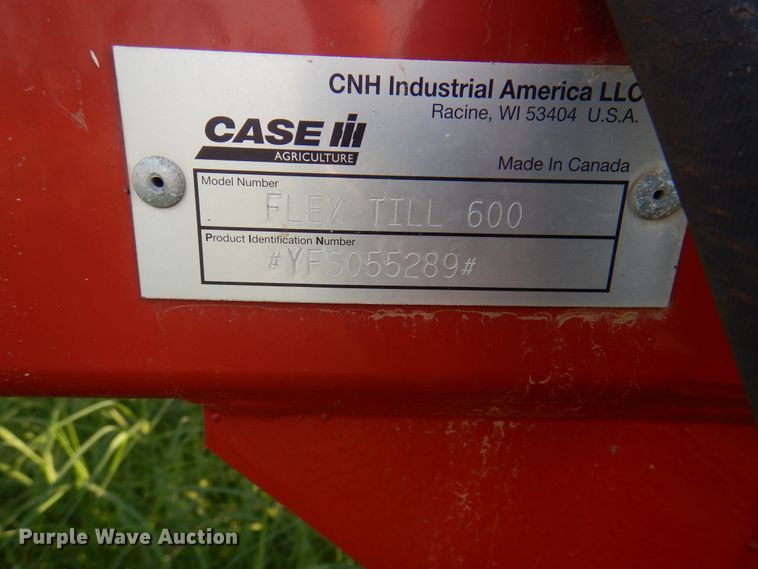 CNH Industrial America LLC
Racine, WI 53404 U.S.A.
CASE IH
AGRICULTURE
Made In Canada
Model Number
FLEX TILL 600
Product Identification Number
#YFS055289#
Purple Wave Auction®